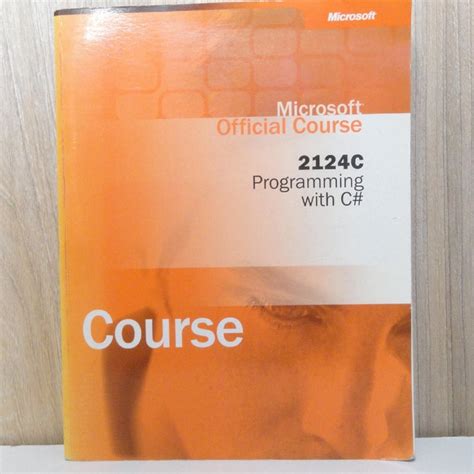 Microsoft
Microsoft
Official Course
2124C
Programming
with C#
Course